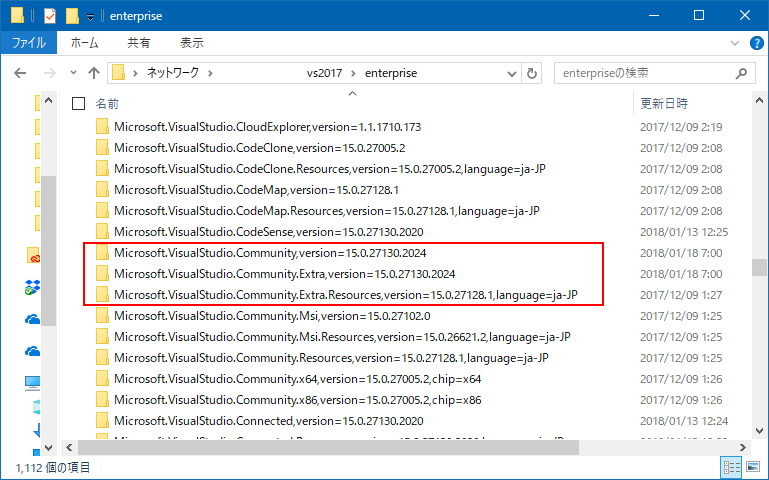 enterprise
ファイル ホーム 共有 表示
ネットワーク vs2017 enterprise enterpriseの検索
名前 更新日時
Microsoft.VisualStudio.CloudExplorer,version=1.1.1710.173 2017/12/09 2:19
Microsoft.VisualStudio.CodeClone,version=15.0.27005.2 2017/12/09 2:08
Microsoft.VisualStudio.CodeClone.Resources,version=15.0.27005.2,language=ja-JP 2017/12/09 2:08
Microsoft.VisualStudio.CodeMap,version=15.0.27128.1 2017/12/09 2:08
Microsoft.VisualStudio.CodeMap.Resources,version=15.0.27128.1,language=ja-JP 2017/12/09 2:08
Microsoft.VisualStudio.CodeSense,version=15.0.27130.2020 2018/01/13 12:25
Microsoft.VisualStudio.Community,version=15.0.27130.2024 2018/01/18 7:00
Microsoft.VisualStudio.Community.Extra,version=15.0.27130.2024 2018/01/18 7:00
Microsoft.VisualStudio.Community.Extra.Resources,version=15.0.27128.1,language=ja-JP 2017/12/09 1:27
Microsoft.VisualStudio.Community.Msi,version=15.0.27102.0 2017/12/09 1:25
Microsoft.VisualStudio.Community.Msi.Resources,version=15.0.26621.2,language=ja-JP 2017/12/09 1:25
Microsoft.VisualStudio.Community.Resources,version=15.0.27128.1,language=ja-JP 2017/12/09 1:25
Microsoft.VisualStudio.Community.x64,version=15.0.27005.2,chip=x64 2017/12/09 1:25
Microsoft.VisualStudio.Community.x86,version=15.0.27005.2,chip=x86 2017/12/09 1:25
Microsoft.VisualStudio.Connected,version=15.0.27130.2020 2018/01/13 12:24
1,112 個の項目